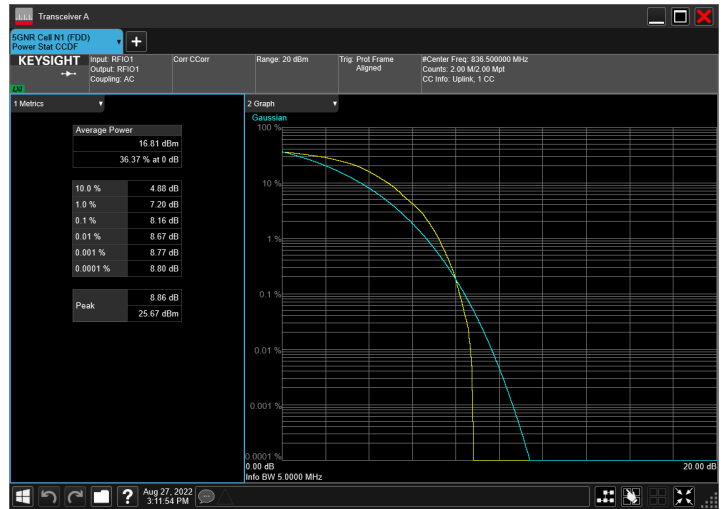 Transceiver A
5GNR Cell N1 (FDD)
Power Stat CCDF
KEYSIGHT
LXI
Input: RFIO1
Output: RFIO1
Coupling: AC
Corr CCorr
Range: 20 dBm
Trig: Prot Frame
Aligned
#Center Freq: 836.500000 MHz
Counts: 2.00 M/2.00 Mpt
CC Info: Uplink, 1 CC
1 Metrics
Average Power
16.81 dBm
36.37 % at 0 dB
10.0 % 4.88 dB
1.0 % 7.20 dB
0.1 % 8.16 dB
0.01 % 8.67 dB
0.001 % 8.77 dB
0.0001 % 8.80 dB
Peak
8.86 dB
25.67 dBm
2 Graph
Gaussian
100 %
10 %
1 %
0.1 %
0.01 %
0.001 %
0.0001 %
0.00 dB 20.00 dB
Info BW 5.0000 MHz
?
Aug 27, 2022
3:11:54 PM